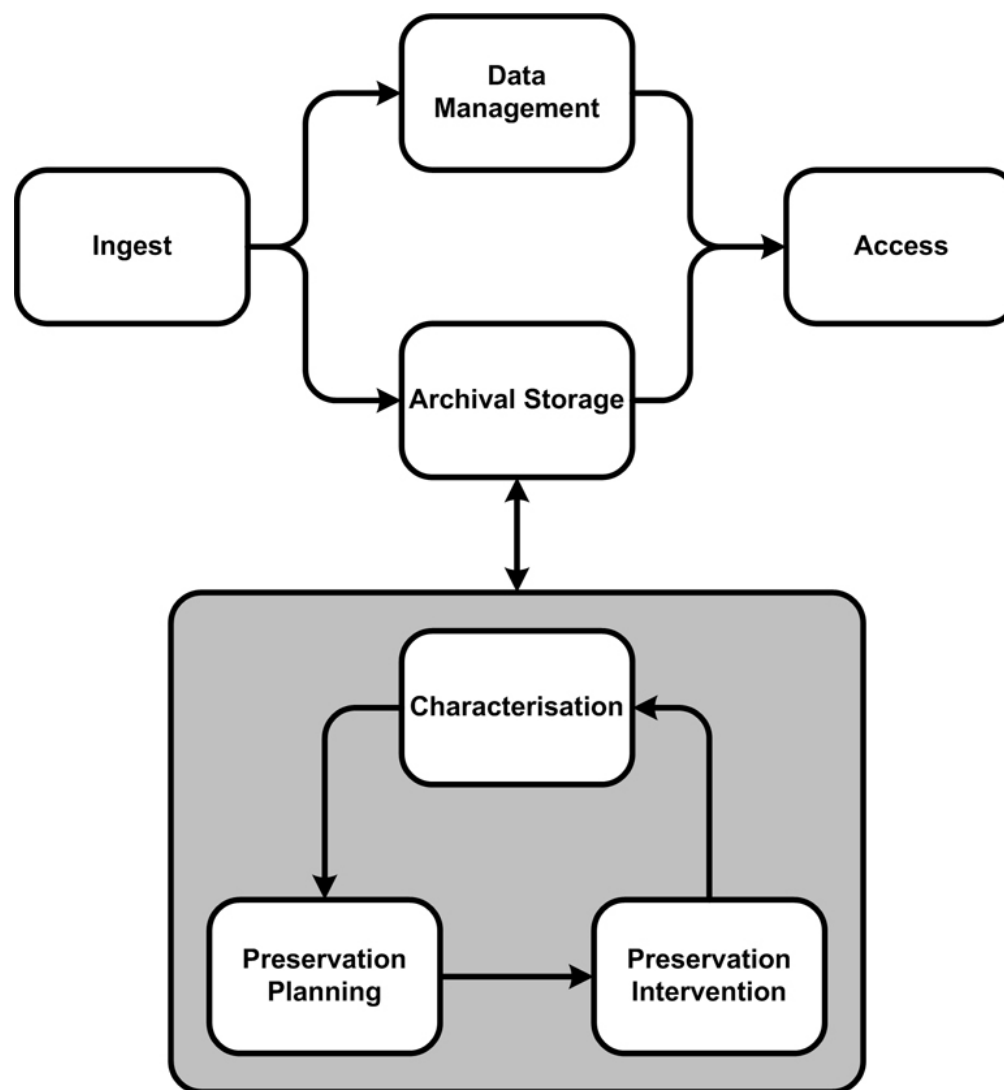 Data
Management
Ingest
Access
Archival Storage
Characterisation
Preservation
Planning
Preservation
Intervention